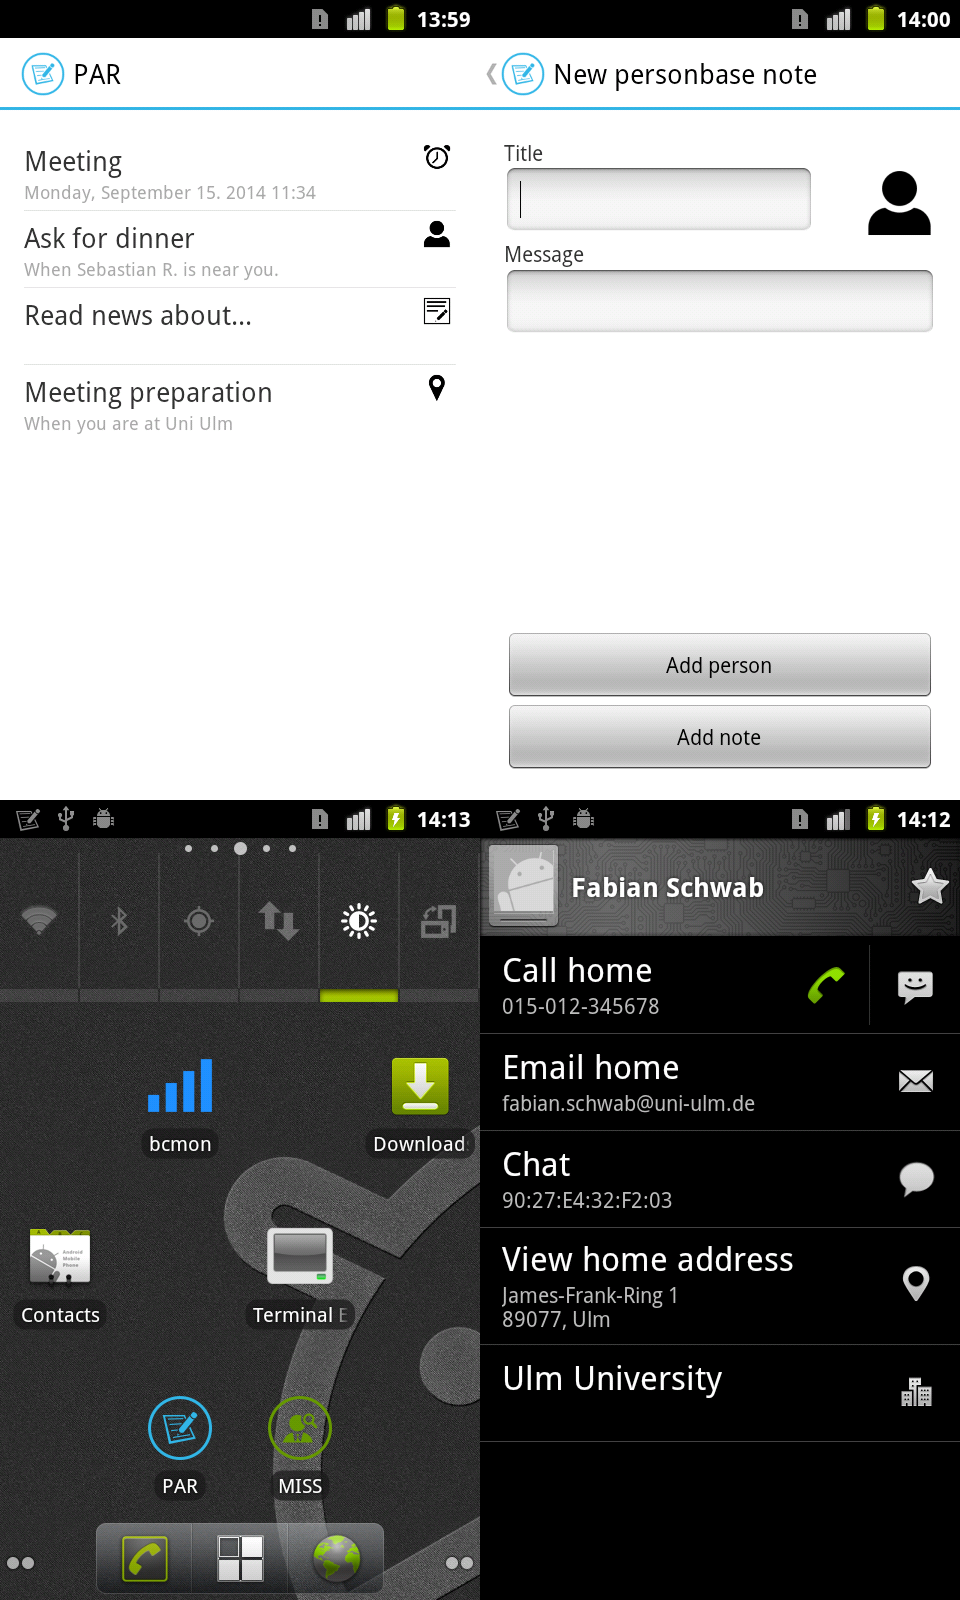 13:59
PAR
Meeting
Monday, September 15. 2014 11:34
Ask for dinner
When Sebastian R. is near you.
Read news about...
Meeting preparation
When you are at Uni Ulm
14:00
New personbase note
Title
Message
Add person
Add note
14:13
bcmon
Download
Android
Mobile
Phone
Contacts
Terminal E
PAR
MISS
14:12
Fabian Schwab
Call home
015-012-345678
Email home
fabian.schwab@uni-ulm.de
Chat
90:27:E4:32:F2:03
View home address
James-Frank-Ring 1
89077, Ulm
Ulm University